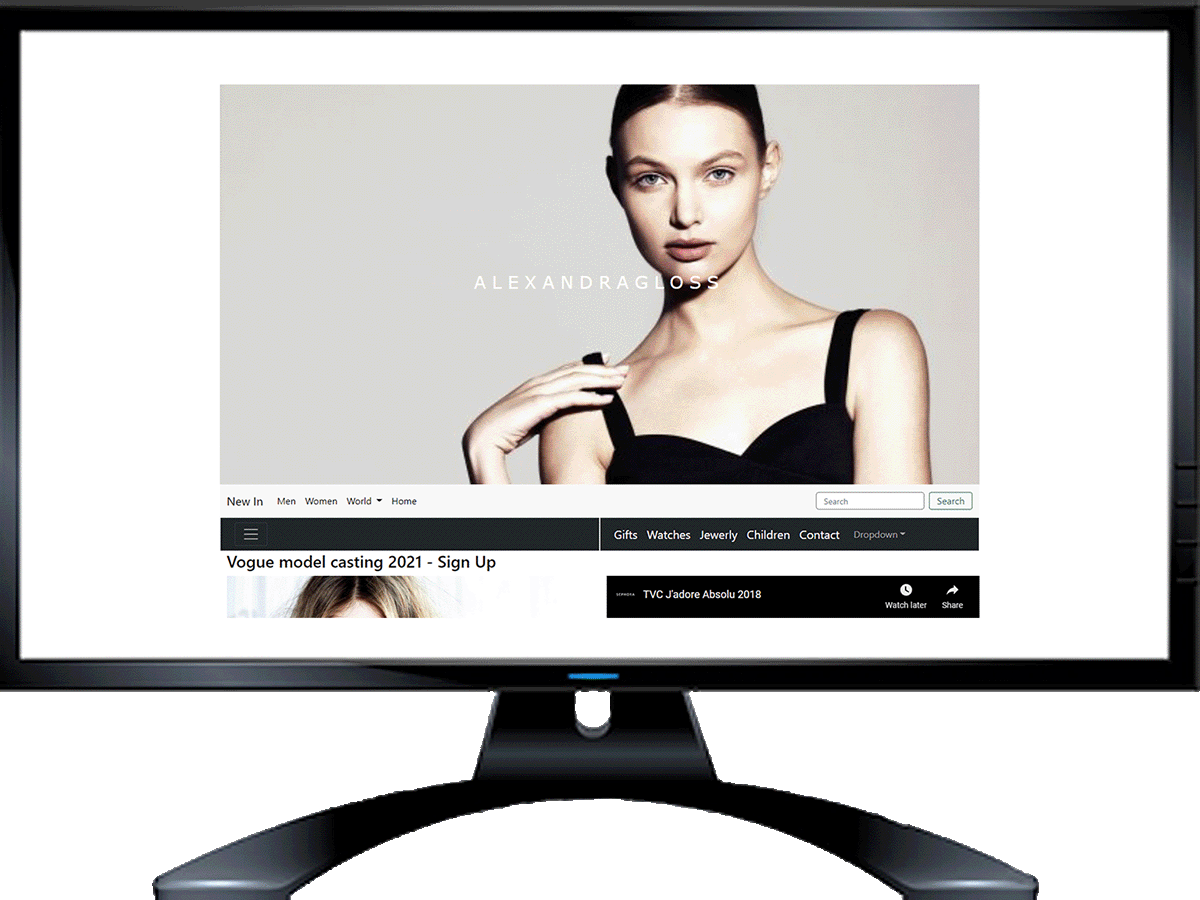 ALEXANDRAGLOSS
New In Men Women World Home Search Search
Gifts Watches Jewerly Children Contact Dropdown
Vogue model casting 2021 - Sign Up
SEPHORA TVC J'adore Absolu 2018
Watch later Share